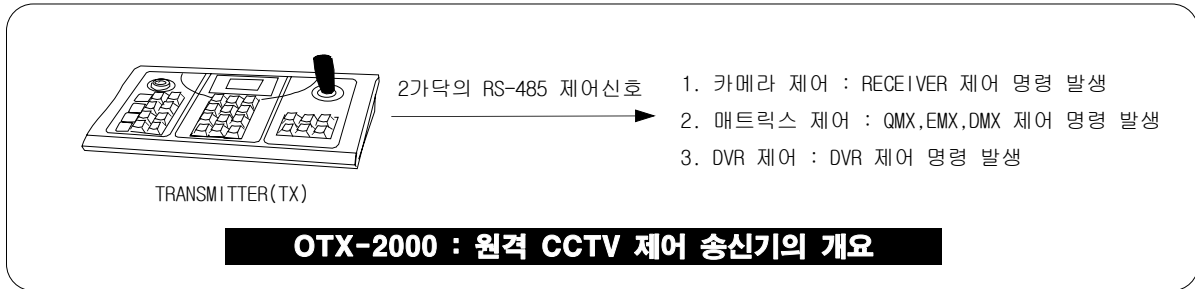 2가닥의 RS-485 제어신호
1. 카메라 제어 : RECEIVER 제어 명령 발생
2. 매트릭스 제어 : QMX,EMX,DMX 제어 명령 발생
3. DVR 제어 : DVR 제어 명령 발생
TRANSMITTER(TX)
OTX-2000 : 원격 CCTV 제어 송신기의 개요